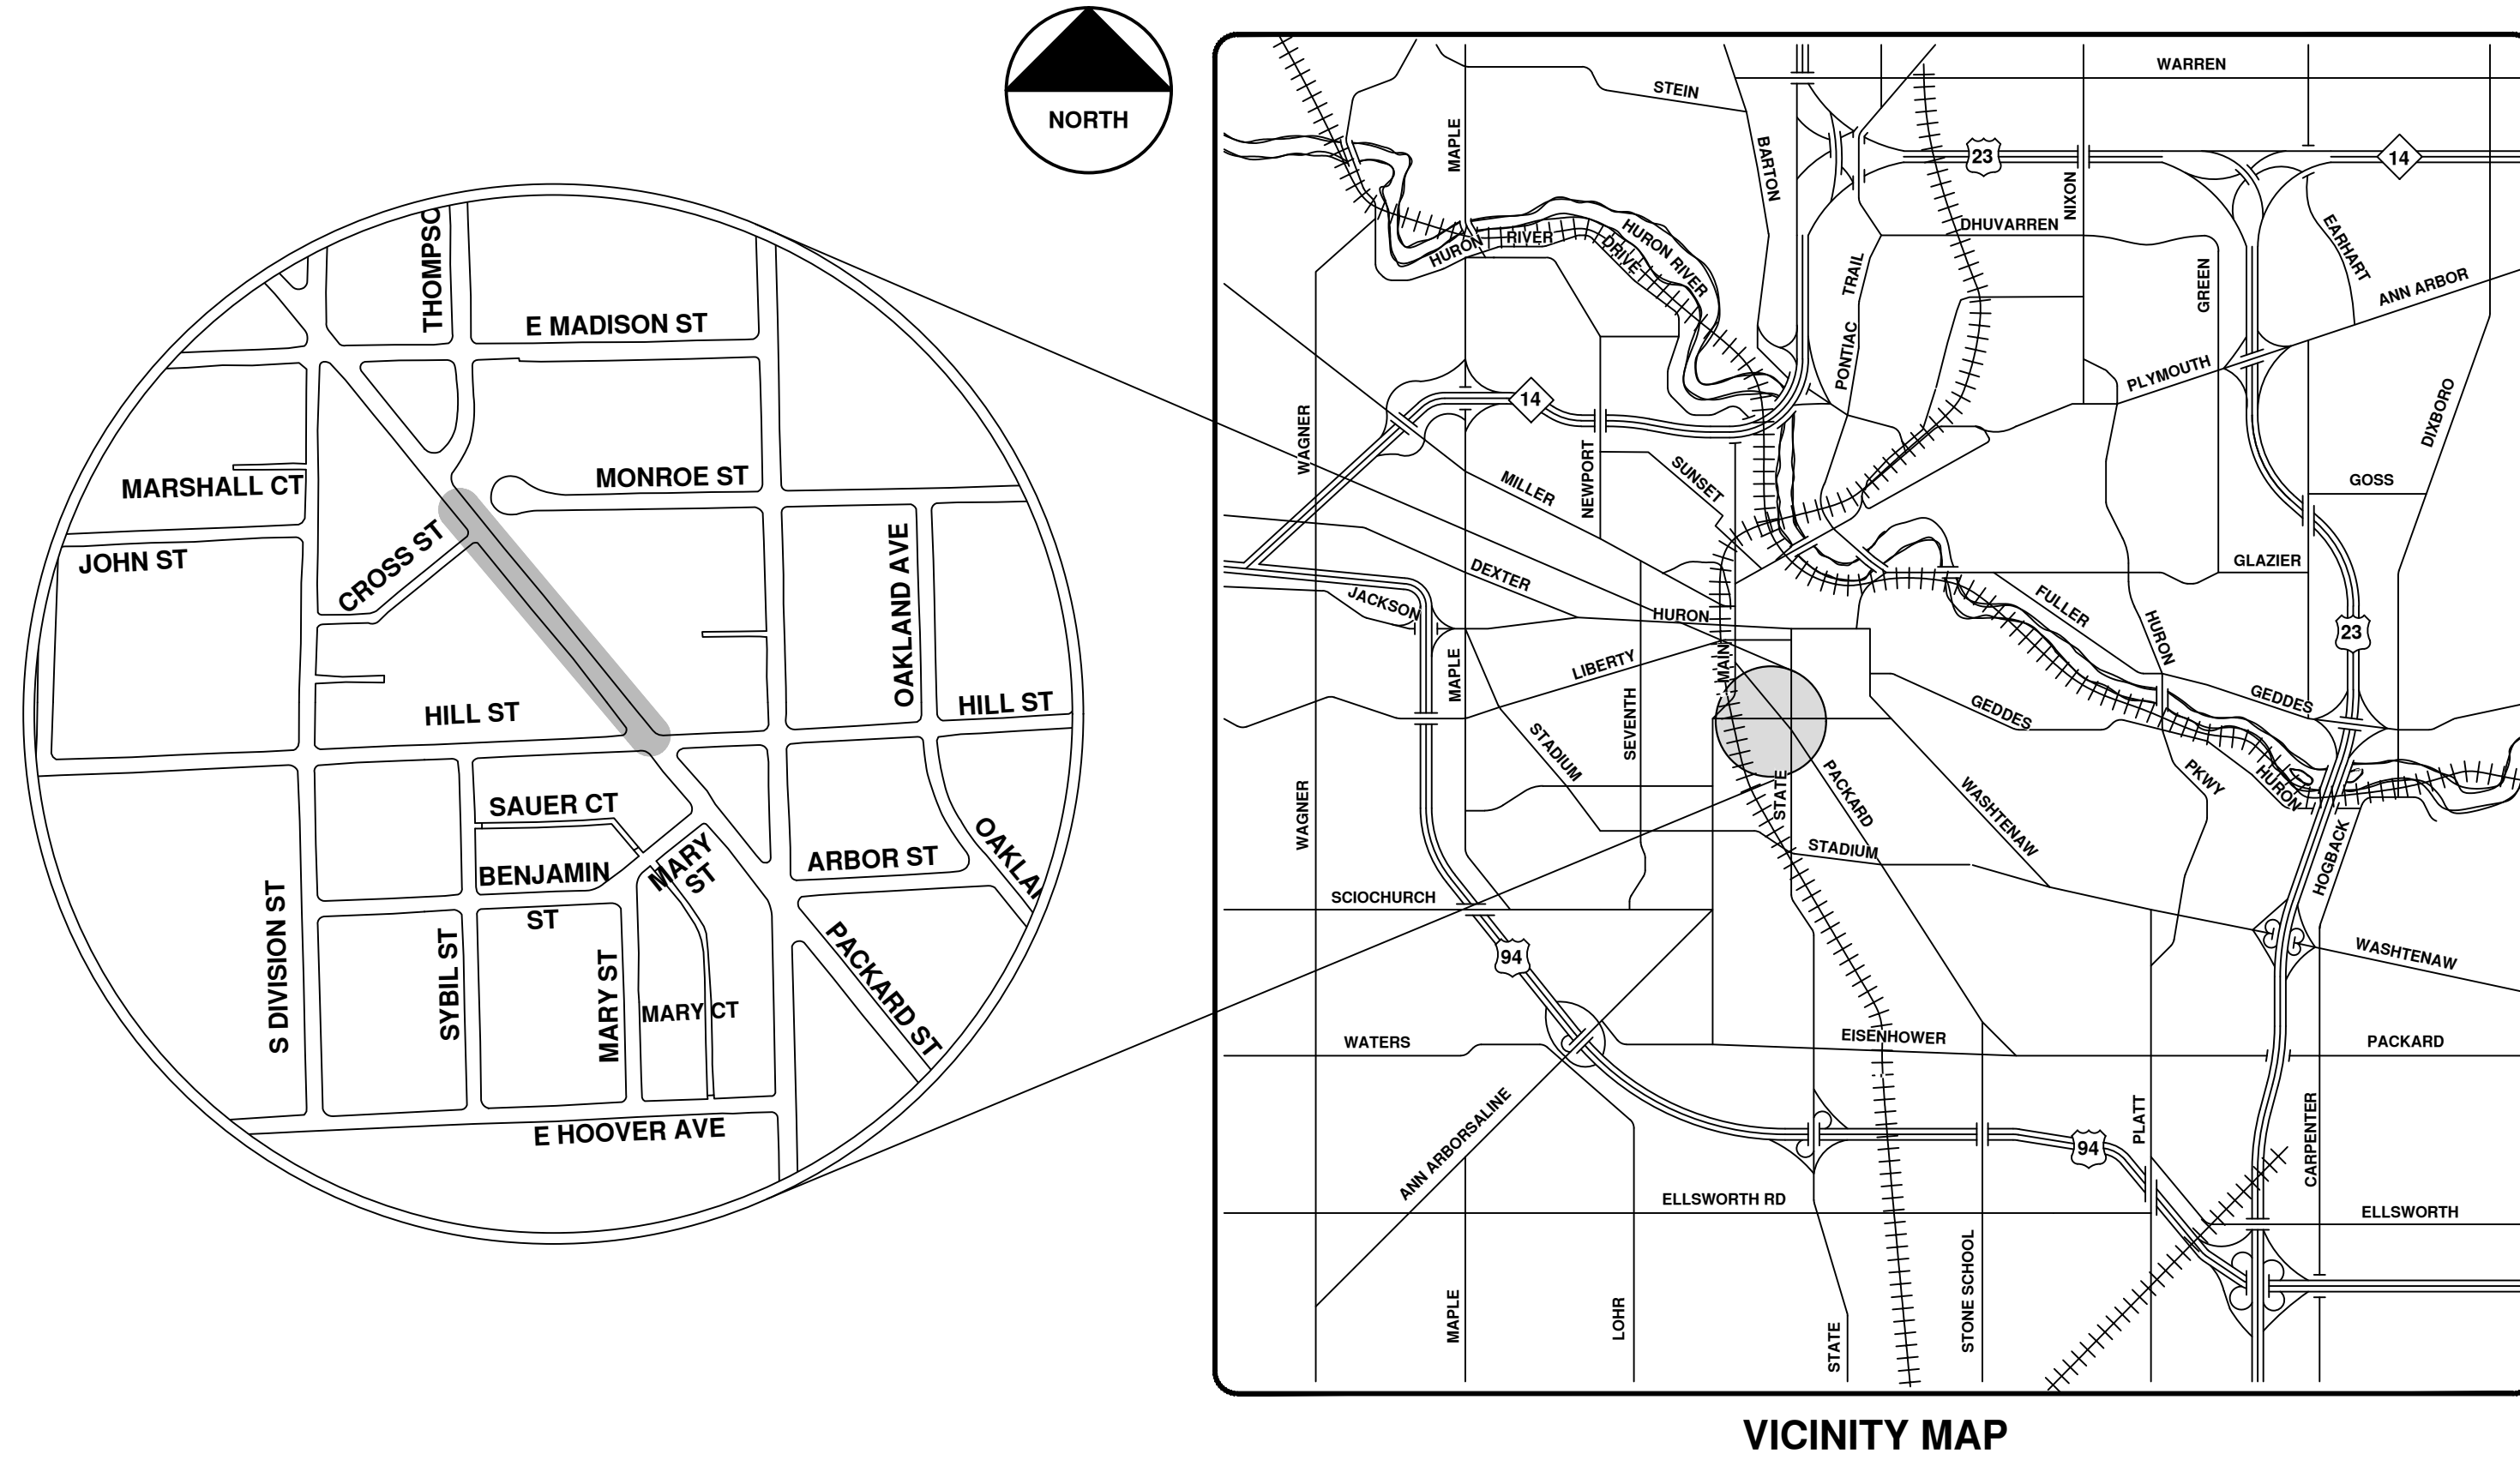 NORTH
THOMPSO
E MADISON ST
MARSHALL CT
MONROE ST
JOHN ST
CROSS ST
OAKLAND AVE
HILL ST
HILL ST
SAUER CT
BENJAMIN
ST
MARY
ST
ARBOR ST
OAKLA
S DIVISION ST
SYBIL ST
MARY ST
MARY CT
PACKARD ST
E HOOVER AVE
WARREN
STEIN
MAPLE
BARTON
23
14
NIXON
DHUVARREN
HURON
RIVER
DRIVE
HURON RIVER
TRAIL
PONTIAC
GREEN
EARHART
ANN ARBOR
PLYMOUTH
DIXBORO
14
WAGNER
NEWPORT
MILLER
SUNSET
GOSS
GLAZIER
DEXTER
JACKSON
HURON
FULLER
HURON
23
MAPLE
LIBERTY
MAIN
SEVENTH
STADIUM
GEDDES
GEDDES
WAGNER
STATE
PACKARD
WASHTENAW
PKWY
HURON
STADIUM
HOGBACK
SCIOCHURCH
94
WASHTENAW
WATERS
EISENHOWER
PACKARD
ANN ARBORSALINE
PLATT
CARPENTER
94
ELLSWORTH RD
ELLSWORTH
MAPLE
LOHR
STATE
STONE SCHOOL
VICINITY MAP